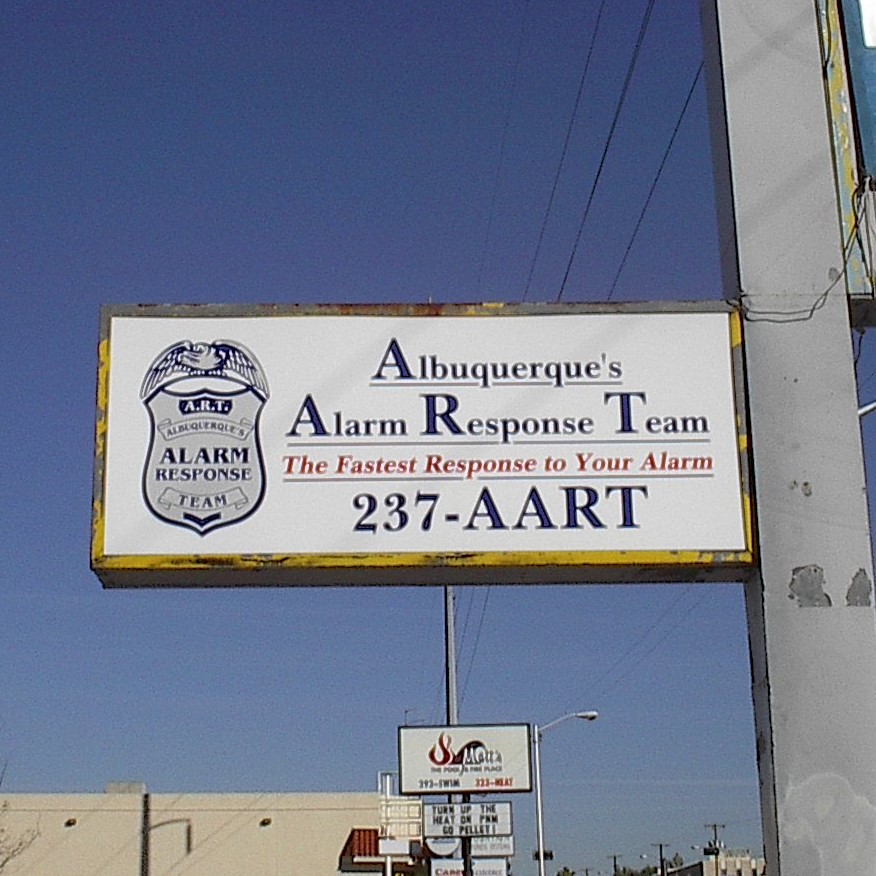 A.R.T.
ALBUQUERQUE'S
ALARM
RESPONSE
TEAM
Albuquerque's
Alarm Response Team
The Fastest Response to Your Alarm
237-AART
THE POOL & FIRE PLACE
293-SWIM 323-HEAT
TURN UP THE
HEAT ON PNM
GO PELLET!